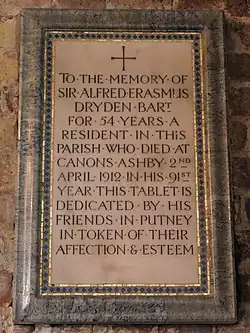 TO THE MEMORY OF
SIR ALFRED ERASMUS
DRYDEN BART
FOR 54 YEARS A
RESIDENT IN THIS
PARISH WHO DIED AT
CANONS ASHBY 2ND
APRIL 1912 IN HIS 91ST
YEAR THIS TABLET IS
DEDICATED BY HIS
FRIENDS IN PUTNEY
IN TOKEN OF THEIR
AFFECTION & ESTEEM